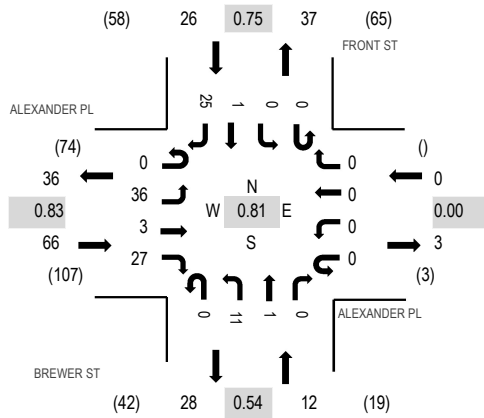 (58) 26 0.75 37 (65)
FRONT ST
25 1 0 0
ALEXANDER PL
(74) 0 0 ()
36 36 N 0 0
0.83 W 0.81 E 0.00
66 3 S 0 3
(107) 27 0 (3)
0 11 1 0
ALEXANDER PL
BREWER ST
(42) 28 0.54 12 (19)